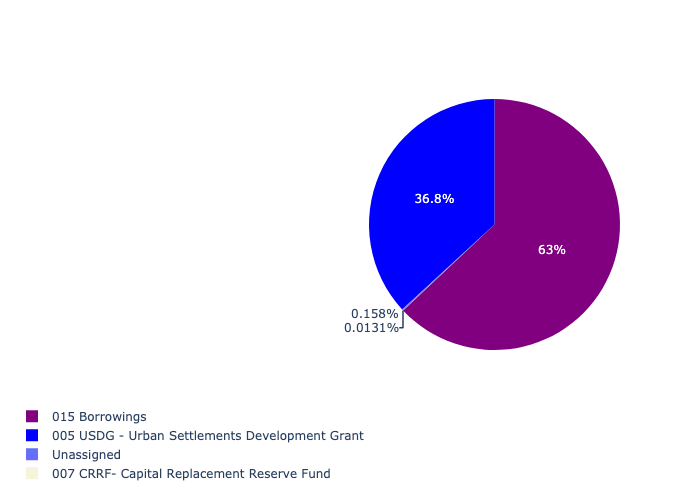 36.8%
63%
0.158%
0.0131%
015 Borrowings
005 USDG - Urban Settlements Development Grant
Unassigned
007 CRRF- Capital Replacement Reserve Fund